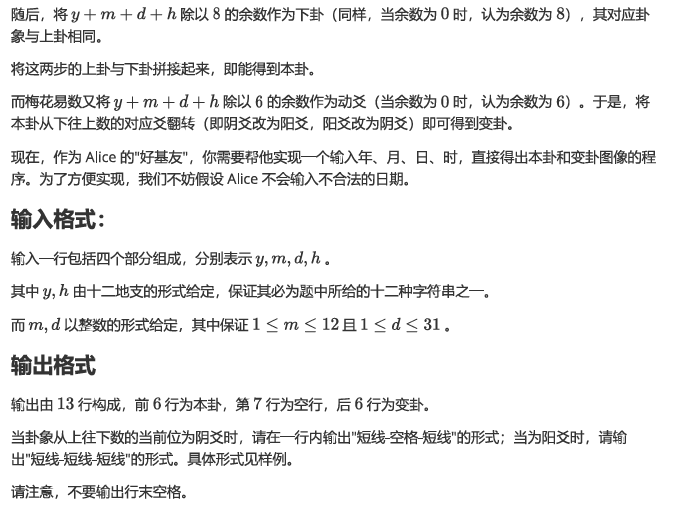 随后，将 y + m + d + h 除以 8 的余数作为下卦（同样，当余数为 0 时，认为余数为 8），其对应卦
象与上卦相同。
将这两步的上卦与下卦拼接起来，即能得到本卦。
而梅花易数又将 y + m + d + h 除以 6 的余数作为动爻（当余数为 0 时，认为余数为 6）。于是，将
本卦从下往上数的对应爻翻转（即阴爻改为阳爻，阳爻改为阴爻）即可得到变卦。
现在，作为 Alice 的"好基友"，你需要帮他实现一个输入年、月、日、时，直接得出本卦和变卦图像的程
序。为了方便实现，我们不妨假设 Alice 不会输入不合法的日期。
输入格式：
输入一行包括四个部分组成，分别表示 y, m, d, h 。
其中 y, h 由十二地支的形式给定，保证其必为题中所给的十二种字符串之一。
而 m, d 以整数的形式给定，其中保证 1 ≤ m ≤ 12 且 1 ≤ d ≤ 31 。
输出格式
输出由 13 行构成，前 6 行为本卦，第 7 行为空行，后 6 行为变卦。
当卦象从上往下数的当前位为阴爻时，请在一行内输出"短线-空格-短线"的形式；当为阳爻时，请输
出"短线-短线-短线"的形式。具体形式见样例。
请注意，不要输出行末空格。